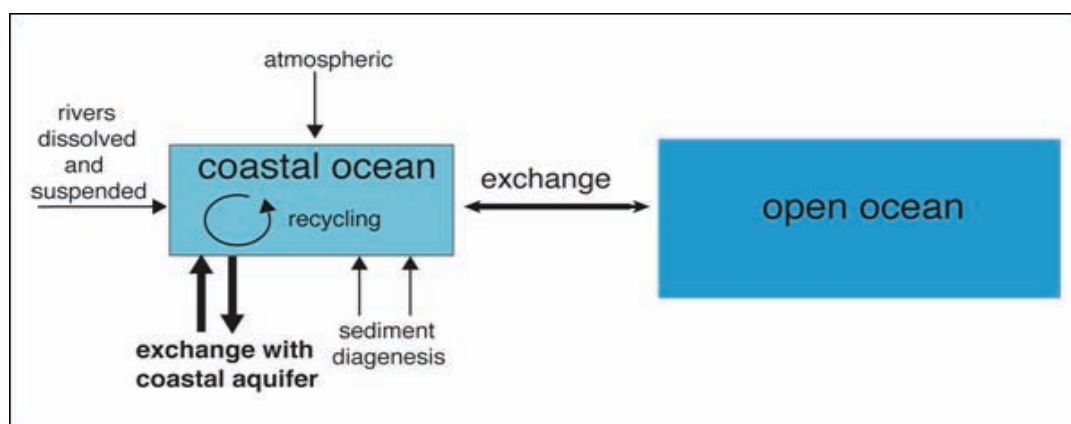 atmospheric
rivers
dissolved
and
suspended
coastal ocean
recycling
exchange
open ocean
exchange with
coastal aquifer
sediment
diagenesis